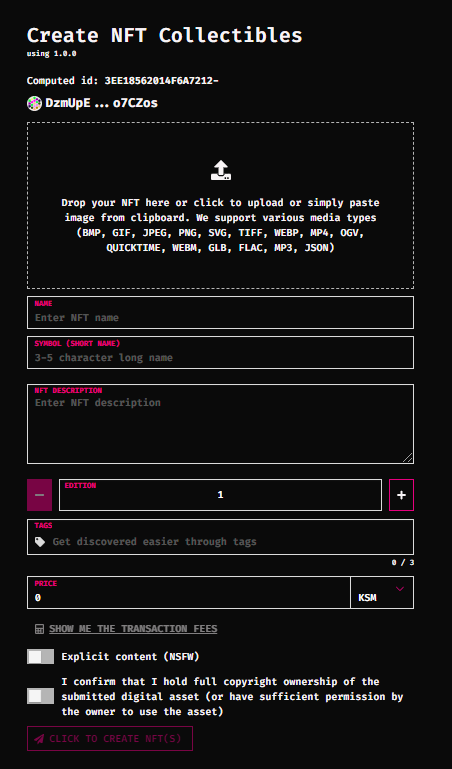 Create NFT Collectibles
using 1.0.0
Computed id: 3EE18562014F6A7212-
DzmUpE ... o7CZos
Drop your NFT here or click to upload or simply paste
image from clipboard. We support various media types
(BMP, GIF, JPEG, PNG, SVG, TIFF, WEBP, MP4, OGV,
QUICKTIME, WEBM, GLB, FLAC, MP3, JSON)
NAME
Enter NFT name
SYMBOL (SHORT NAME)
3-5 character long name
NFT DESCRIPTION
Enter NFT description
EDITION
− 1 +
TAGS
Get discovered easier through tags
0 / 3
PRICE
0 KSM
SHOW ME THE TRANSACTION FEES
Explicit content (NSFW)
I confirm that I hold full copyright ownership of the
submitted digital asset (or have sufficient permission by
the owner to use the asset)
CLICK TO CREATE NFT(S)